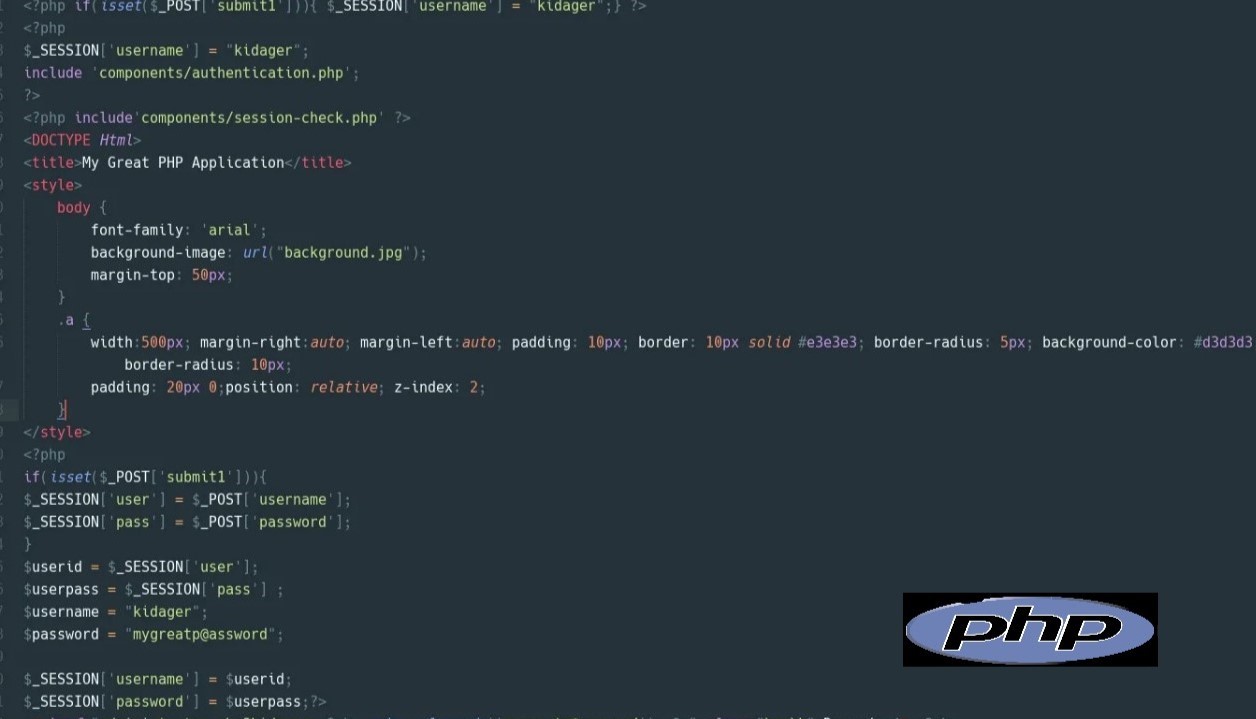 <?php if(isset($_POST['submit1'])){ $_SESSION['username'] = "kidager";} ?>
<?php
$_SESSION['username'] = "kidager";
include 'components/authentication.php';
?>
<?php include'components/session-check.php' ?>
<DOCTYPE Html>
<title>My Great PHP Application</title>
<style>
body {
font-family: 'arial';
background-image: url("background.jpg");
margin-top: 50px;
}
.a {
width:500px; margin-right:auto; margin-left:auto; padding: 10px; border: 10px solid #e3e3e3; border-radius: 5px; background-color: #d3d3d3
border-radius: 10px;
padding: 20px 0;position: relative; z-index: 2;
}
</style>
<?php
if(isset($_POST['submit1'])){
$_SESSION['user'] = $_POST['username'];
$_SESSION['pass'] = $_POST['password'];
}
$userid = $_SESSION['user'];
$userpass = $_SESSION['pass'] ;
$username = "kidager";
$password = "mygreatp@assword";
$_SESSION['username'] = $userid;
$_SESSION['password'] = $userpass;?>
php